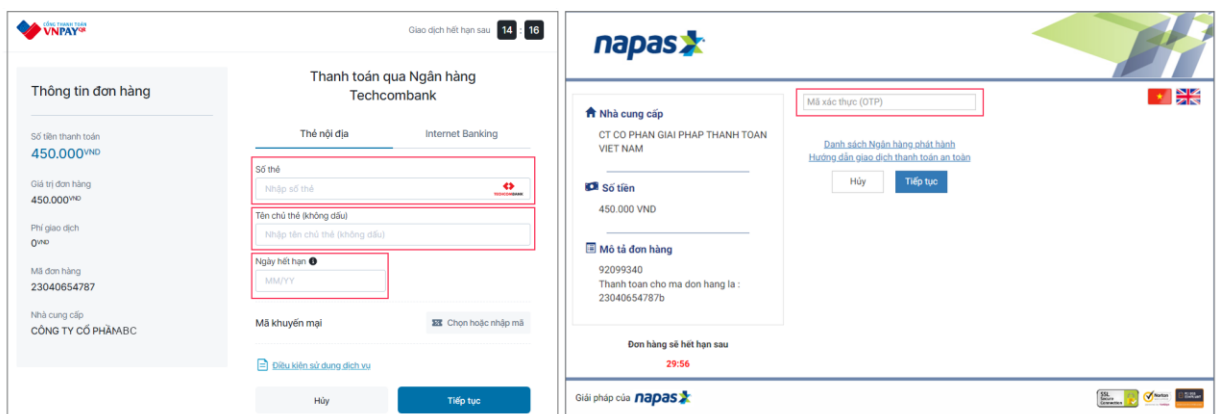 CỔNG THANH TOÁN
VNPAYQR
Giao dịch hết hạn sau 14 : 16
Thông tin đơn hàng
Số tiền thanh toán
450.000VND
Giá trị đơn hàng
450.000VND
Phí giao dịch
0VND
Mã đơn hàng
23040654787
Nhà cung cấp
CÔNG TY CỔ PHẦN ABC
Thanh toán qua Ngân hàng
Techcombank
Thẻ nội địa
Internet Banking
Số thẻ
Nhập số thẻ
TECHCOMBANK
Tên chủ thẻ (không dấu)
Nhập tên chủ thẻ (không dấu)
Ngày hết hạn
MM/YY
Mã khuyến mại
Chọn hoặc nhập mã
Điều kiện sử dụng dịch vụ
Hủy
Tiếp tục
napas
Nhà cung cấp
CT CO PHAN GIAI PHAP THANH TOAN
VIET NAM
Số tiền
450.000 VND
Mô tả đơn hàng
92099340
Thanh toan cho ma don hang la :
23040654787b
Đơn hàng sẽ hết hạn sau
29:56
Mã xác thực (OTP)
Danh sách Ngân hàng phát hành
Hướng dẫn giao dịch thanh toán an toàn
Hủy
Tiếp tục
Giải pháp của napas
SSL
Secure
Connection
Norton